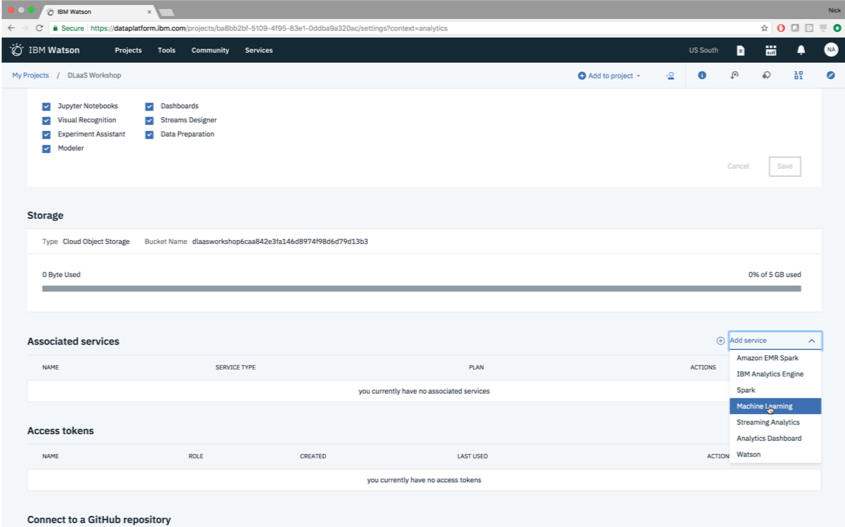 DLaaS Workshop
Nick
Secure https://dataplatform.ibm.com/projects/ba8bb2bf-5109-4f95-83e1-0ddba9a320ac/settings?context=analytics
IBM Watson Projects Tools Community Services US South NA
My Projects / DLaaS Workshop Add to project
Jupyter Notebooks Dashboards
Visual Recognition Streams Designer
Experiment Assistant Data Preparation
Modeler
Cancel Save
Storage
Type Cloud Object Storage Bucket Name dlaasworkshop6caa842e3fa146d8974f98d6d79d13b3
0 Byte Used 0% of 5 GB used
Associated services Add service
NAME SERVICE TYPE PLAN ACTIONS
you currently have no associated services
Amazon EMR Spark
IBM Analytics Engine
Spark
Machine Learning
Streaming Analytics
Analytics Dashboard
Watson
Access tokens
NAME ROLE CREATED LAST USED ACTION
you currently have no access tokens
Connect to a GitHub repository